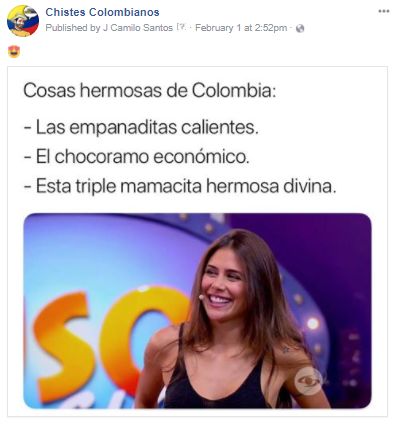 Chistes Colombianos
Published by J Camilo Santos [?] · February 1 at 2:52pm ·
Cosas hermosas de Colombia:
- Las empanaditas calientes.
- El chocoramo económico.
- Esta triple mamacita hermosa divina.
SO